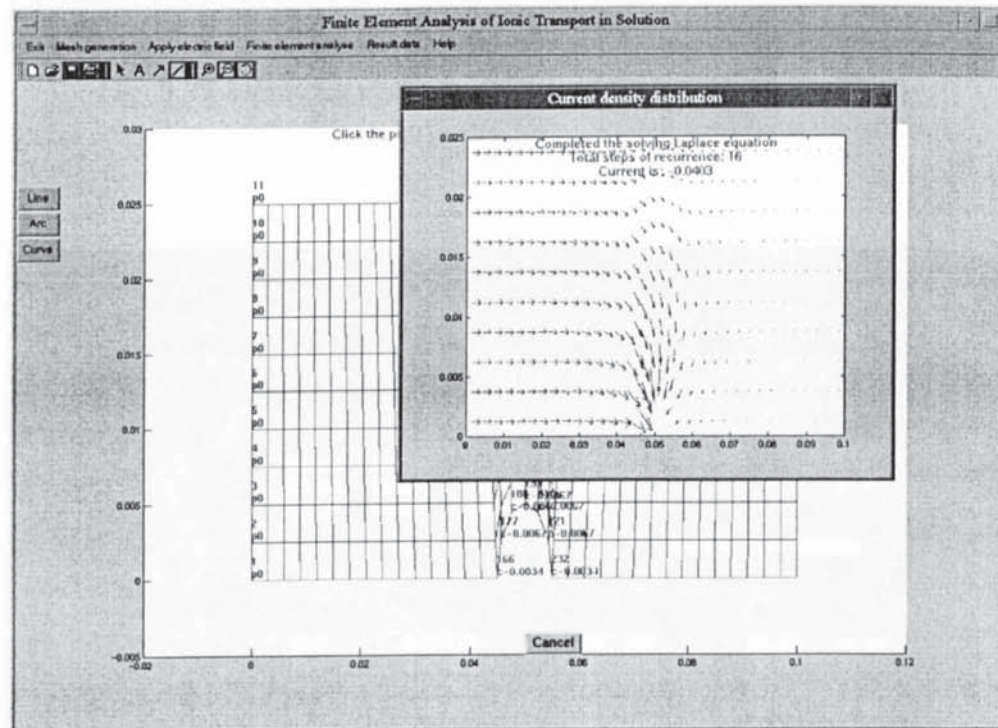 Finite Element Analysis of Ionic Transport in Solution
Exit Mesh generation Apply electric field Finite element analyse Result data Help
A
Line
Arc
Curve
Click the p
0.03
0.025
0.02
0.015
0.01
0.005
0
-0.005
-0.02
0
0.02
0.04
0.06
0.08
0.1
0.12
11
p0
10
p0
9
p0
8
p0
7
p0
6
p0
5
p0
4
p0
3
p0
2
p0
1
p0
177
166
c-0.0034
232
Cancel
Current density distribution
Completed the solving Laplace equation
Total steps of recurrence: 16
Current is: -0.0403
0.025
0.02
0.015
0.01
0.005
0
0 0.01 0.02 0.03 0.04 0.05 0.06 0.07 0.08 0.09 0.1